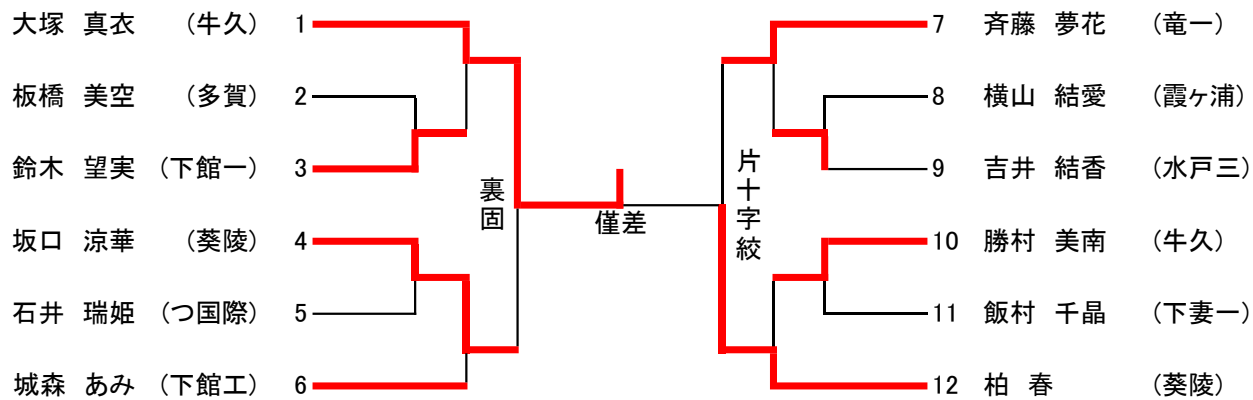 大塚 真衣 (牛久) 1
板橋 美空 (多賀) 2
鈴木 望実 (下館一) 3
坂口 涼華 (葵陵) 4
石井 瑞姫 (つ国際) 5
城森 あみ (下館工) 6
裏固
僅差
片十字絞
7 斉藤 夢花 (竜一)
8 横山 結愛 (霞ヶ浦)
9 吉井 結香 (水戸三)
10 勝村 美南 (牛久)
11 飯村 千晶 (下妻一)
12 柏 春 (葵陵)